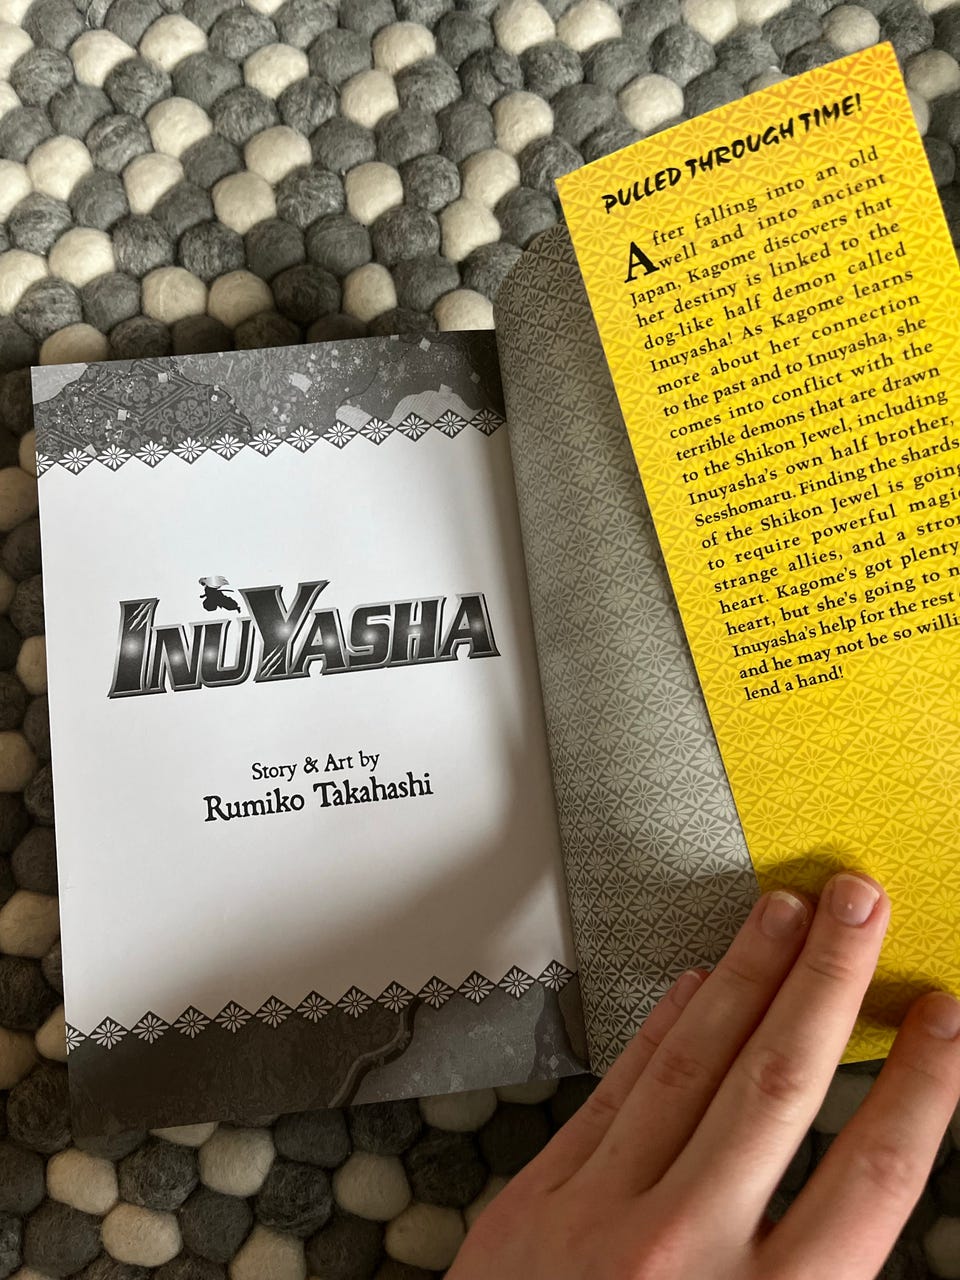 INUYASHA
Story & Art by
Rumiko Takahashi
PULLED THROUGH TIME!
After falling into an old
well and into ancient
Japan, Kagome discovers that
her destiny is linked to the
dog-like half demon called
Inuyasha! As Kagome learns
more about her connection
to the past and to Inuyasha, she
comes into conflict with the
terrible demons that are drawn
to the Shikon Jewel, including
Inuyasha's own half brother,
Sesshomaru. Finding the shards
of the Shikon Jewel is going
to require powerful
strange allies, and a
heart. Kagome's got plenty
heart, but she's going to
Inuyasha's help for the rest
and he may not be so
lend a hand!